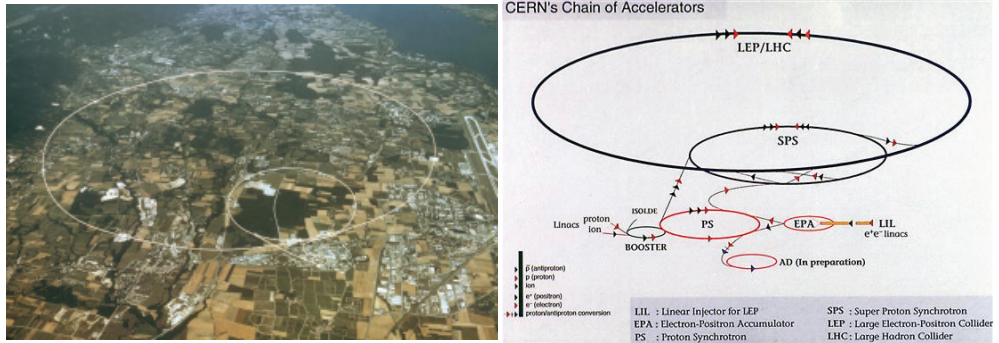 CERN's Chain of Accelerators
LEP/LHC
SPS
ISOLDE
Linacs
proton
ion
BOOSTER
PS
EPA
LIL
e+e- linacs
AD (In preparation)
p̅ (antiproton)
p (proton)
ion
e+ (positron)
e- (electron)
proton/antiproton conversion
LIL : Linear Injector for LEP
EPA : Electron-Positron Accumulator
PS : Proton Synchrotron
SPS : Super Proton Synchrotron
LEP : Large Electron-Positron Collider
LHC : Large Hadron Collider